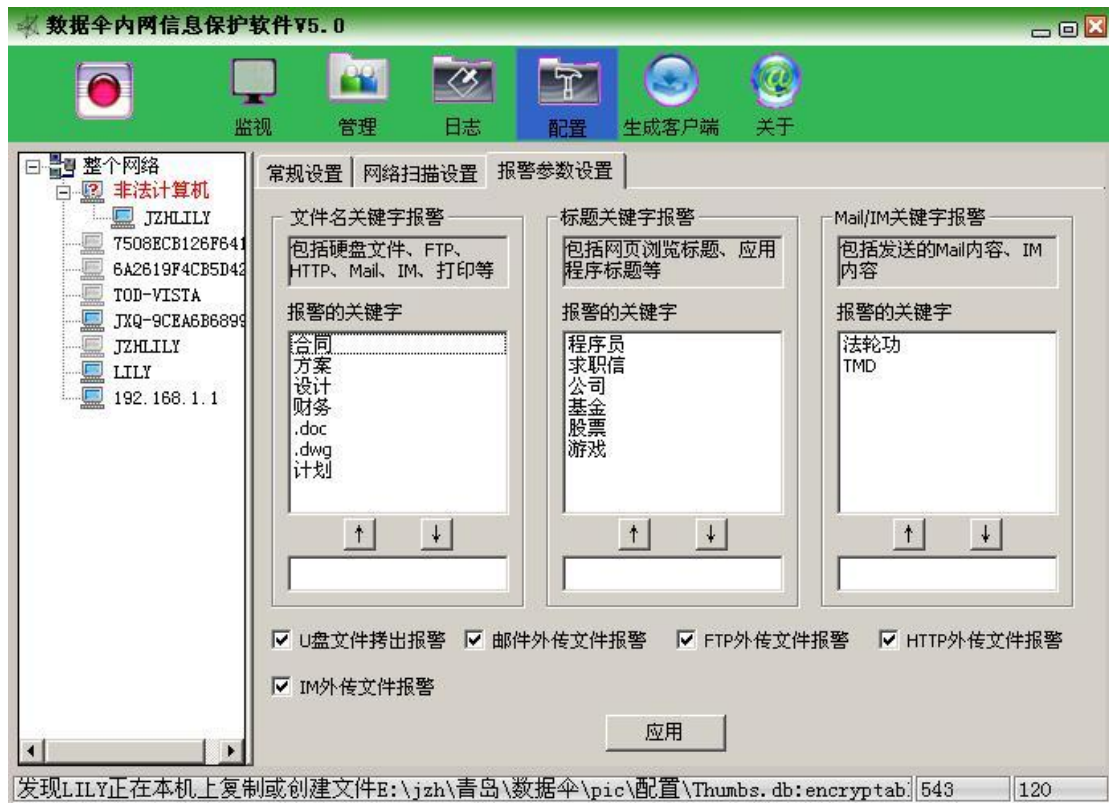 数据伞内网信息保护软件V5.0
监视 管理 日志 配置 生成客户端 关于
整个网络
非法计算机
JZHLILY
7508ECB126F641
6A2619F4CB5D42
TOD-VISTA
JXQ-9CEA6B6899
JZHLILY
LILY
192.168.1.1
常规设置 网络扫描设置 报警参数设置
文件名关键字报警
包括硬盘文件、FTP、
HTTP、Mail、IM、打印等
报警的关键字
合同
方案
设计
财务
.doc
.dwg
计划
↑ ↓
标题关键字报警
包括网页浏览标题、应用
程序标题等
报警的关键字
程序员
求职信
公司
基金
股票
游戏
↑ ↓
Mail/IM关键字报警
包括发送的Mail内容、IM
内容
报警的关键字
法轮功
TMD
↑ ↓
U盘文件拷出报警 邮件外传文件报警 FTP外传文件报警 HTTP外传文件报警
IM外传文件报警
应用
发现LILY正在本机上复制或创建文件E:\jzh\青岛\数据伞\pic\配置\Thumbs.db:encryptab 543 120